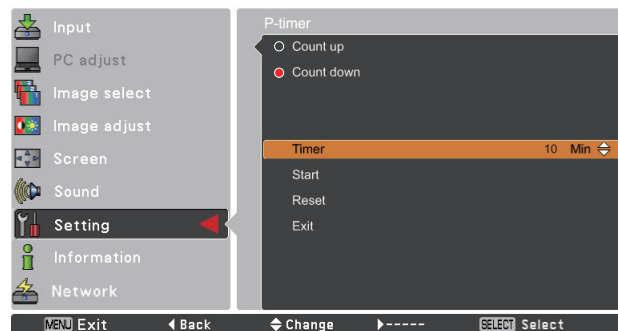 Input
PC adjust
Image select
Image adjust
Screen
Sound
Setting
Information
Network
P-timer
Count up
Count down
Timer 10 Min
Start
Reset
Exit
MENU Exit Back Change ----- SELECT Select